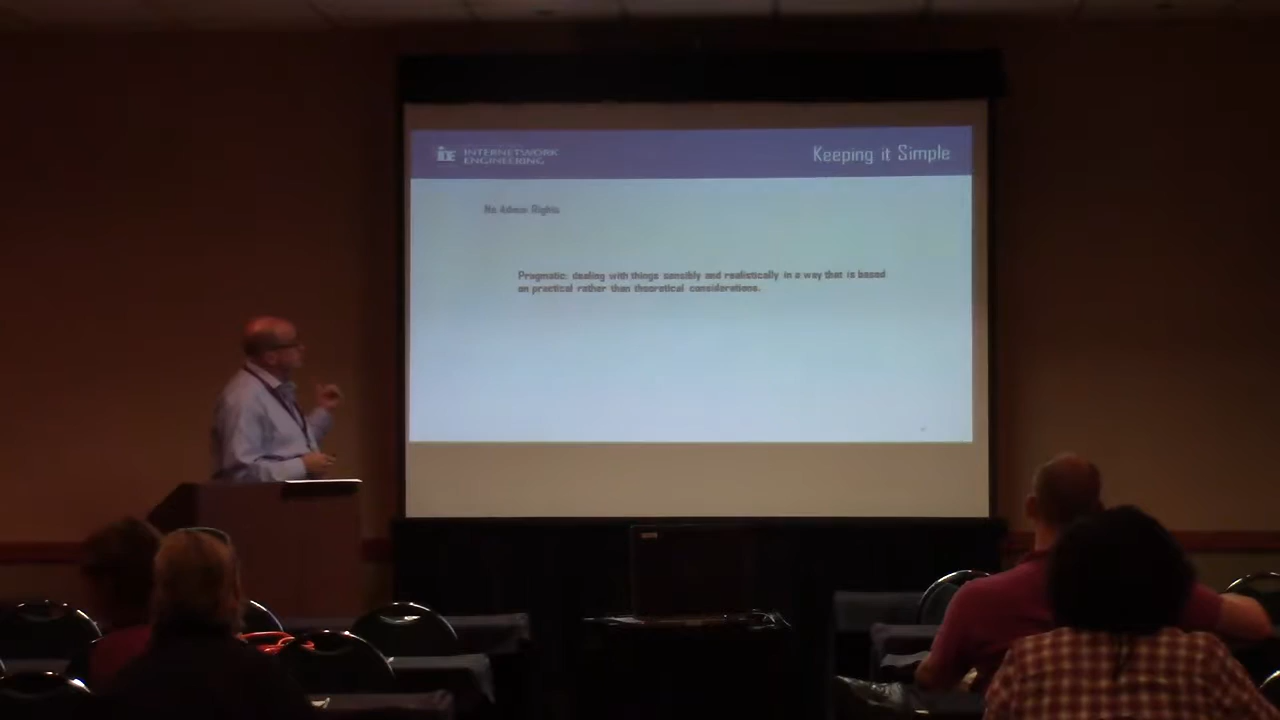 IE INTERNETWORK
ENGINEERING
Keeping it Simple
No Admin Rights
Pragmatic: dealing with things sensibly and realistically in a way that is based
on practical rather than theoretical considerations.